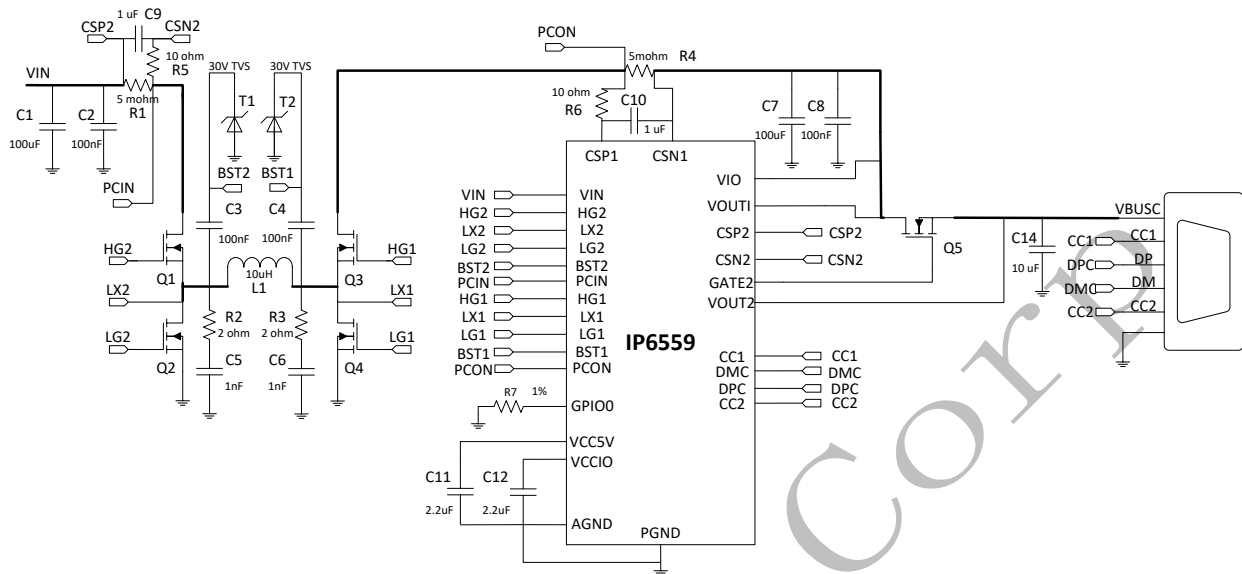 1 uF C9
CSP2
CSN2
10 ohm
R5
VIN
5 mohm
R1
C1
100uF
C2
100nF
PCIN
30V TVS
30V TVS
T1
T2
BST2
BST1
C3
100nF
C4
100nF
HG2
Q1
LX2
LG2
Q2
10uH
L1
R2
2 ohm
R3
2 ohm
C5
1nF
C6
1nF
Q3
HG1
LX1
LG1
Q4
PCON
5mohm R4
10 ohm
R6
C10
1 uF
C7
100uF
C8
100nF
CSP1
CSN1
VIN VIN
HG2 HG2
LX2 LX2
LG2 LG2
BST2 BST2
PCIN PCIN
HG1 HG1
LX1 LX1
LG1 LG1
BST1 BST1
PCON PCON
R7 1%
GPIO0
VCC5V
VCCIO
C11
2.2uF
C12
2.2uF
AGND
PGND
IP6559
VIO
VOUTI
CSP2 CSP2
CSN2 CSN2
GATE2
VOUT2
CC1 CC1
DMC DMC
DPC DPC
CC2 CC2
Q5
C14
10 uF
VBUSC
CC1 CC1
DPC DP
DMC DM
CC2 CC2
Corp